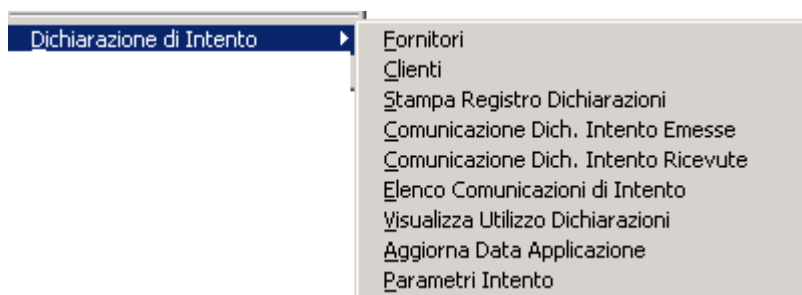 Dichiarazione di Intento
Fornitori
Clienti
Stampa Registro Dichiarazioni
Comunicazione Dich. Intento Emesse
Comunicazione Dich. Intento Ricevute
Elenco Comunicazioni di Intento
Visualizza Utilizzo Dichiarazioni
Aggiorna Data Applicazione
Parametri Intento